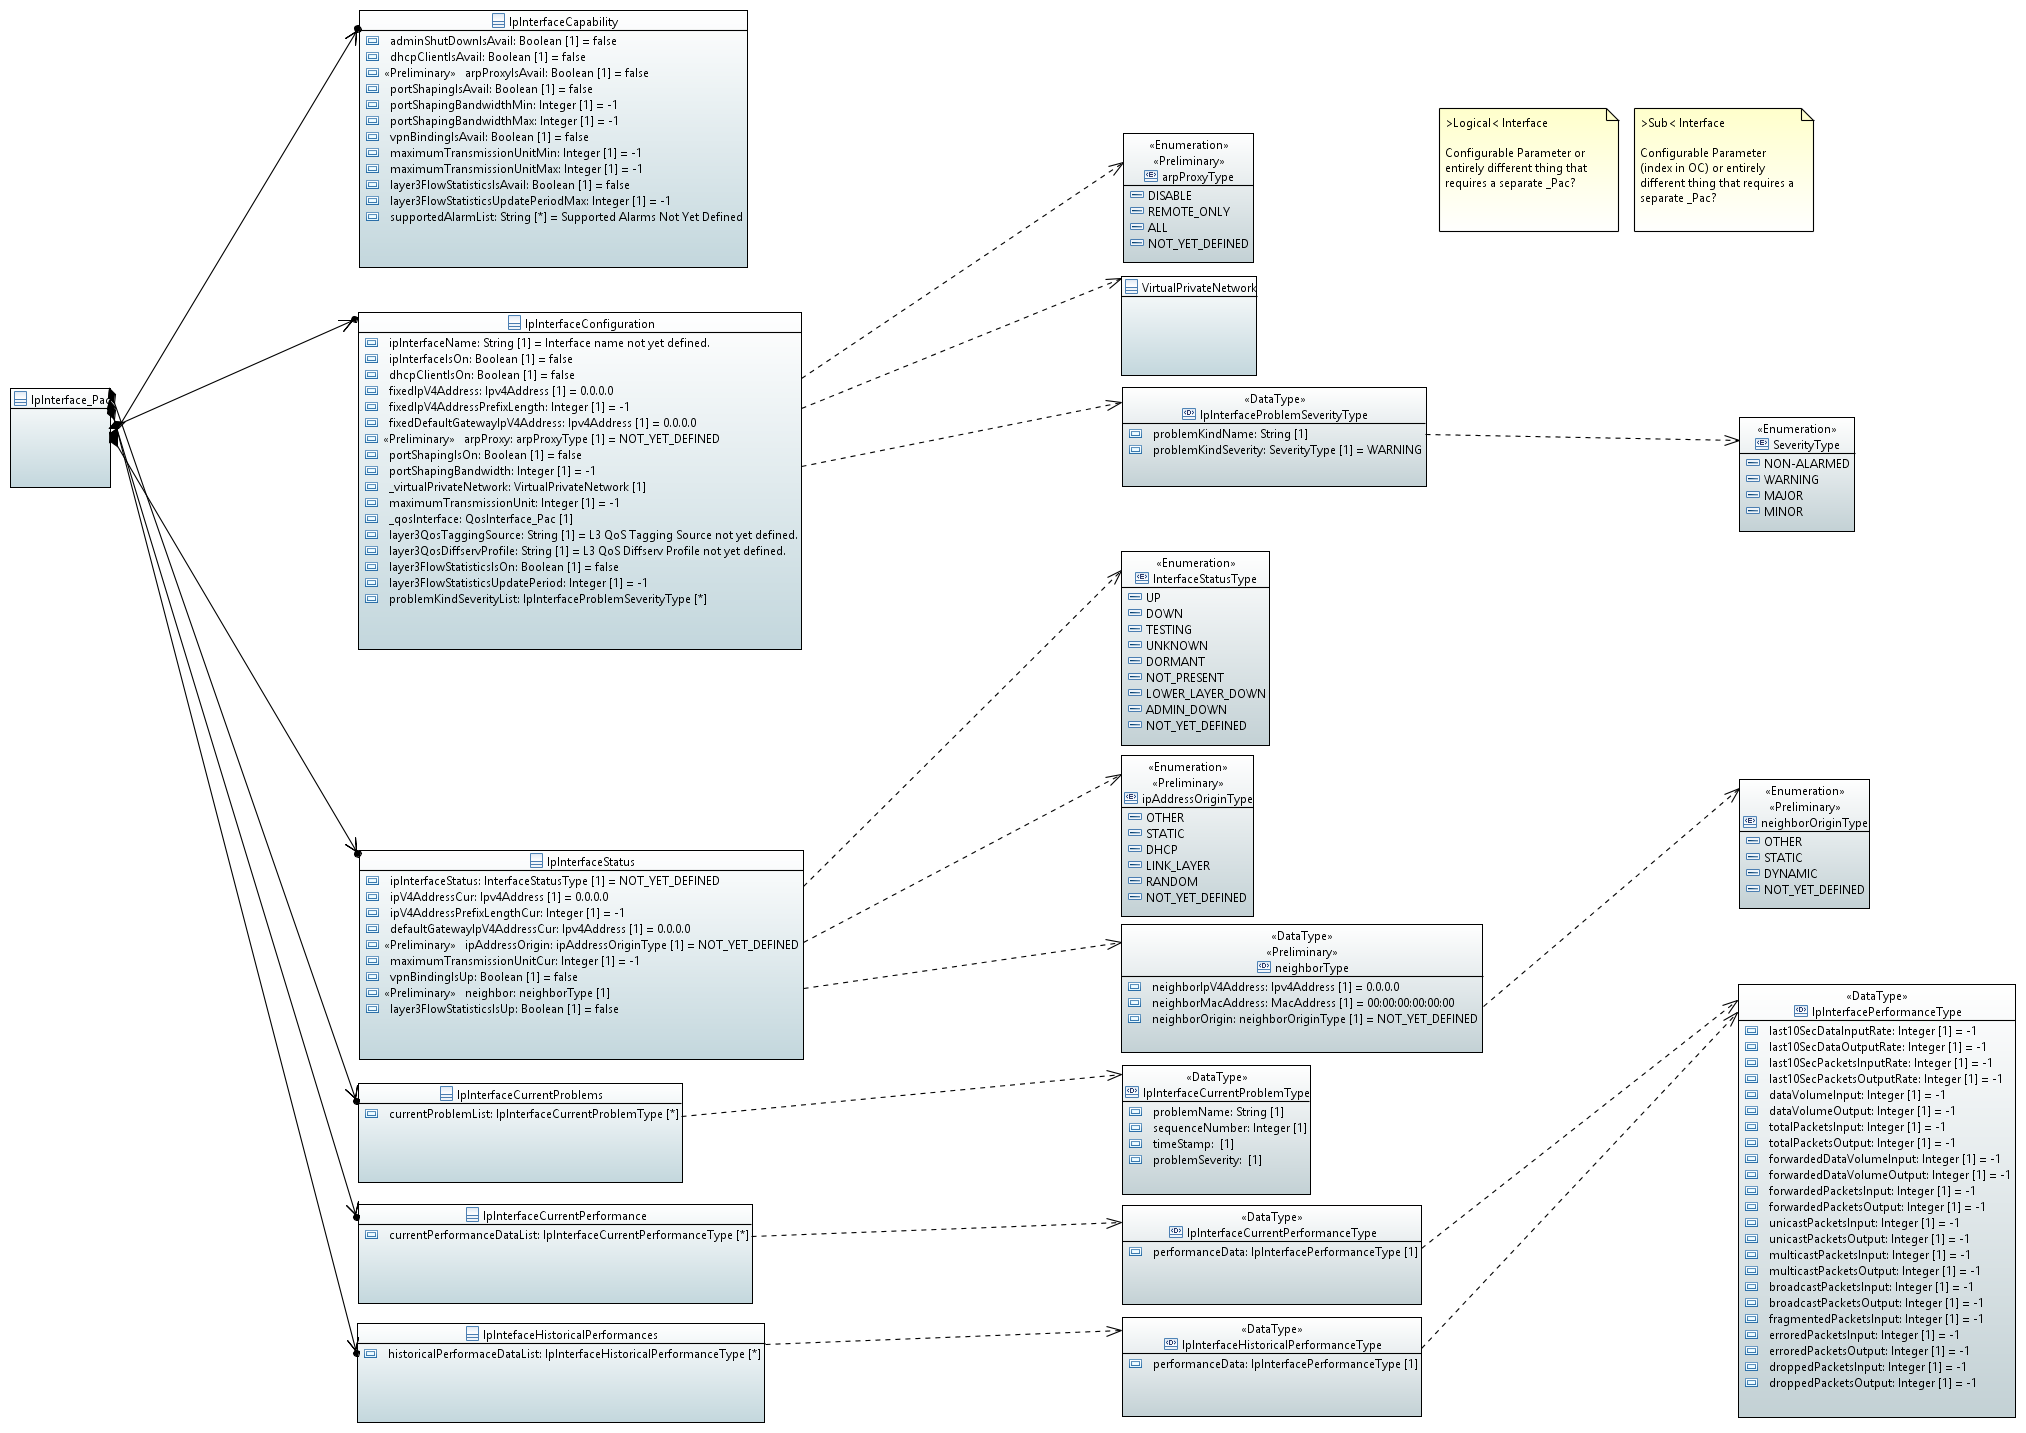 IpInterfaceCapability
adminShutDownIsAvail: Boolean [1] = false
dhcpClientIsAvail: Boolean [1] = false
«Preliminary» arpProxyIsAvail: Boolean [1] = false
portShapingIsAvail: Boolean [1] = false
portShapingBandwidthMin: Integer [1] = -1
portShapingBandwidthMax: Integer [1] = -1
vpnBindingIsAvail: Boolean [1] = false
maximumTransmissionUnitMin: Integer [1] = -1
maximumTransmissionUnitMax: Integer [1] = -1
layer3FlowStatisticsIsAvail: Boolean [1] = false
layer3FlowStatisticsUpdatePeriodMax: Integer [1] = -1
supportedAlarmList: String [*] = Supported Alarms Not Yet Defined
>Logical< Interface
Configurable Parameter or
entirely different thing that
requires a separate _Pac?
>Sub< Interface
Configurable Parameter
(index in OC) or entirely
different thing that requires a
separate _Pac?
«Enumeration»
«Preliminary»
arpProxyType
DISABLE
REMOTE_ONLY
ALL
NOT_YET_DEFINED
VirtualPrivateNetwork
IpInterface_Pac
IpInterfaceConfiguration
ipInterfaceName: String [1] = Interface name not yet defined.
ipInterfaceIsOn: Boolean [1] = false
dhcpClientIsOn: Boolean [1] = false
fixedIpV4Address: Ipv4Address [1] = 0.0.0.0
fixedIpV4AddressPrefixLength: Integer [1] = -1
fixedDefaultGatewayIpV4Address: Ipv4Address [1] = 0.0.0.0
«Preliminary» arpProxy: arpProxyType [1] = NOT_YET_DEFINED
portShapingIsOn: Boolean [1] = false
portShapingBandwidth: Integer [1] = -1
_virtualPrivateNetwork: VirtualPrivateNetwork [1]
maximumTransmissionUnit: Integer [1] = -1
_qosInterface: QosInterface_Pac [1]
layer3QosTaggingSource: String [1] = L3 QoS Tagging Source not yet defined.
layer3QosDiffservProfile: String [1] = L3 QoS Diffserv Profile not yet defined.
layer3FlowStatisticsIsOn: Boolean [1] = false
layer3FlowStatisticsUpdatePeriod: Integer [1] = -1
problemKindSeverityList: IpInterfaceProblemSeverityType [*]
«DataType»
IpInterfaceProblemSeverityType
problemKindName: String [1]
problemKindSeverity: SeverityType [1] = WARNING
«Enumeration»
SeverityType
NON-ALARMED
WARNING
MAJOR
MINOR
«Enumeration»
InterfaceStatusType
UP
DOWN
TESTING
UNKNOWN
DORMANT
NOT_PRESENT
LOWER_LAYER_DOWN
ADMIN_DOWN
NOT_YET_DEFINED
«Enumeration»
«Preliminary»
ipAddressOriginType
OTHER
STATIC
DHCP
LINK_LAYER
RANDOM
NOT_YET_DEFINED
«Enumeration»
«Preliminary»
neighborOriginType
OTHER
STATIC
DYNAMIC
NOT_YET_DEFINED
IpInterfaceStatus
ipInterfaceStatus: InterfaceStatusType [1] = NOT_YET_DEFINED
ipV4AddressCur: Ipv4Address [1] = 0.0.0.0
ipV4AddressPrefixLengthCur: Integer [1] = -1
defaultGatewayIpV4AddressCur: Ipv4Address [1] = 0.0.0.0
«Preliminary» ipAddressOrigin: ipAddressOriginType [1] = NOT_YET_DEFINED
maximumTransmissionUnitCur: Integer [1] = -1
vpnBindingIsUp: Boolean [1] = false
«Preliminary» neighbor: neighborType [1]
layer3FlowStatisticsIsUp: Boolean [1] = false
«DataType»
«Preliminary»
neighborType
neighborIpV4Address: Ipv4Address [1] = 0.0.0.0
neighborMacAddress: MacAddress [1] = 00:00:00:00:00:00
neighborOrigin: neighborOriginType [1] = NOT_YET_DEFINED
IpInterfaceCurrentProblems
currentProblemList: IpInterfaceCurrentProblemType [*]
«DataType»
IpInterfaceCurrentProblemType
problemName: String [1]
sequenceNumber: Integer [1]
timeStamp: [1]
problemSeverity: [1]
IpInterfaceCurrentPerformance
currentPerformanceDataList: IpInterfaceCurrentPerformanceType [*]
«DataType»
IpInterfaceCurrentPerformanceType
performanceData: IpInterfacePerformanceType [1]
IpIntefaceHistoricalPerformances
historicalPerformaceDataList: IpInterfaceHistoricalPerformanceType [*]
«DataType»
IpInterfaceHistoricalPerformanceType
performanceData: IpInterfacePerformanceType [1]
«DataType»
IpInterfacePerformanceType
last10SecDataInputRate: Integer [1] = -1
last10SecDataOutputRate: Integer [1] = -1
last10SecPacketsInputRate: Integer [1] = -1
last10SecPacketsOutputRate: Integer [1] = -1
dataVolumeInput: Integer [1] = -1
dataVolumeOutput: Integer [1] = -1
totalPacketsInput: Integer [1] = -1
totalPacketsOutput: Integer [1] = -1
forwardedDataVolumeInput: Integer [1] = -1
forwardedDataVolumeOutput: Integer [1] = -1
forwardedPacketsInput: Integer [1] = -1
forwardedPacketsOutput: Integer [1] = -1
unicastPacketsInput: Integer [1] = -1
unicastPacketsOutput: Integer [1] = -1
multicastPacketsInput: Integer [1] = -1
multicastPacketsOutput: Integer [1] = -1
broadcastPacketsInput: Integer [1] = -1
broadcastPacketsOutput: Integer [1] = -1
fragmentedPacketsInput: Integer [1] = -1
erroredPacketsInput: Integer [1] = -1
erroredPacketsOutput: Integer [1] = -1
droppedPacketsInput: Integer [1] = -1
droppedPacketsOutput: Integer [1] = -1